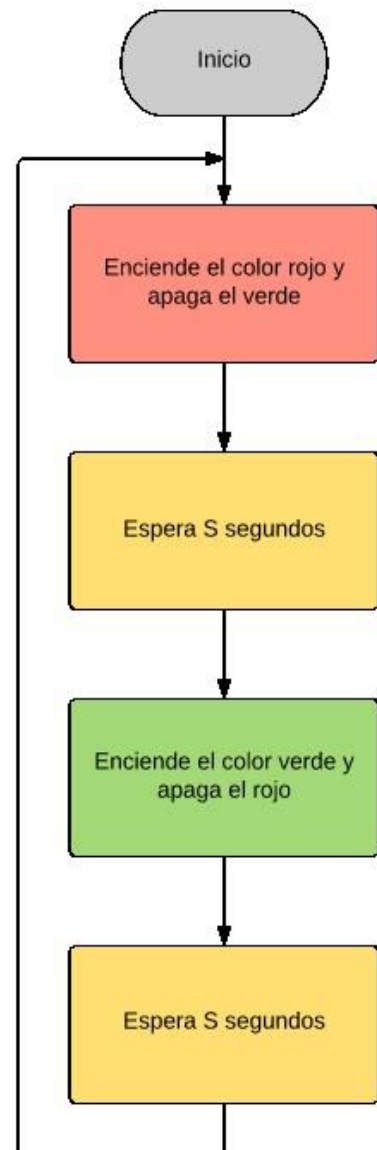 Inicio
Enciende el color rojo y
apaga el verde
Espera S segundos
Enciende el color verde y
apaga el rojo
Espera S segundos